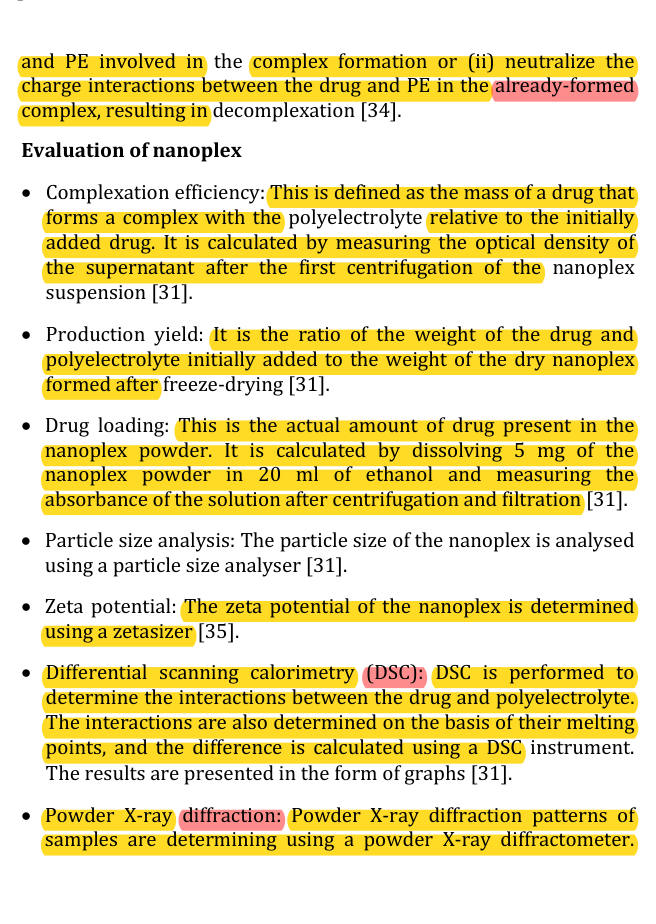 and PE involved in the complex formation or (ii) neutralize the
charge interactions between the drug and PE in the already-formed
complex, resulting in decomplexation [34].
Evaluation of nanoplex
• Complexation efficiency: This is defined as the mass of a drug that
forms a complex with the polyelectrolyte relative to the initially
added drug. It is calculated by measuring the optical density of
the supernatant after the first centrifugation of the nanoplex
suspension [31].
• Production yield: It is the ratio of the weight of the drug and
polyelectrolyte initially added to the weight of the dry nanoplex
formed after freeze-drying [31].
• Drug loading: This is the actual amount of drug present in the
nanoplex powder. It is calculated by dissolving 5 mg of the
nanoplex powder in 20 ml of ethanol and measuring the
absorbance of the solution after centrifugation and filtration [31].
• Particle size analysis: The particle size of the nanoplex is analysed
using a particle size analyser [31].
• Zeta potential: The zeta potential of the nanoplex is determined
using a zetasizer [35].
• Differential scanning calorimetry (DSC): DSC is performed to
determine the interactions between the drug and polyelectrolyte.
The interactions are also determined on the basis of their melting
points, and the difference is calculated using a DSC instrument.
The results are presented in the form of graphs [31].
• Powder X-ray diffraction: Powder X-ray diffraction patterns of
samples are determining using a powder X-ray diffractometer.